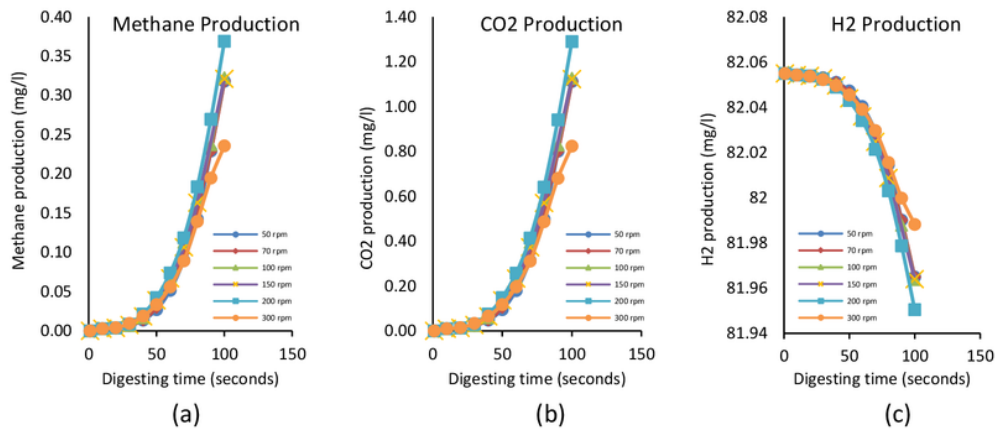 Methane Production
Methane production (mg/l)
0.40
0.35
0.30
0.25
0.20
0.15
0.10
0.05
0.00
0
50
100
150
50 rpm
70 rpm
100 rpm
150 rpm
200 rpm
300 rpm
Digesting time (seconds)
(a)
CO2 Production
CO2 production (mg/l)
1.40
1.20
1.00
0.80
0.60
0.40
0.20
0.00
0
50
100
150
50 rpm
70 rpm
100 rpm
150 rpm
200 rpm
300 rpm
Digesting time (seconds)
(b)
H2 Production
H2 production (mg/l)
82.08
82.06
82.04
82.02
82
81.98
81.96
81.94
0
50
100
150
50 rpm
70 rpm
100 rpm
150 rpm
200 rpm
300 rpm
Digesting time (seconds)
(c)